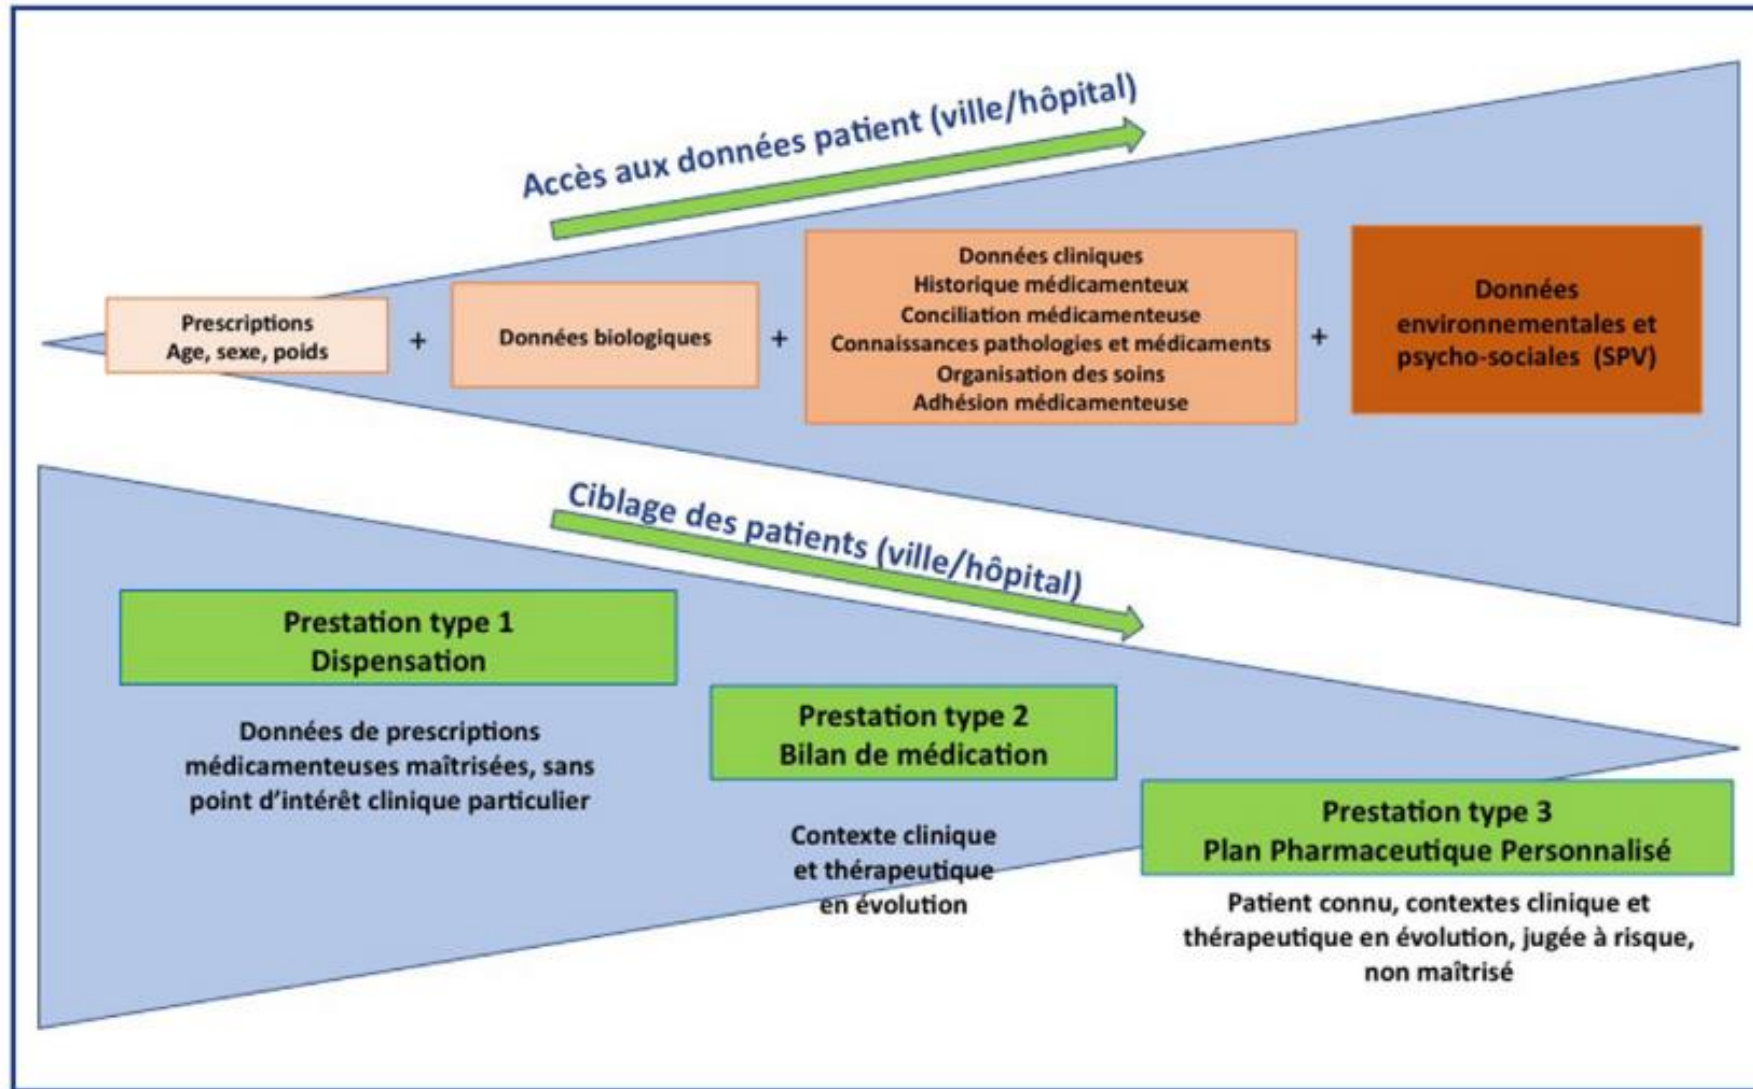 Accès aux données patient (ville/hôpital)
Prescriptions
Age, sexe, poids
+
Données biologiques
+
Données cliniques
Historique médicamenteux
Conciliation médicamenteuse
Connaissances pathologies et médicaments
Organisation des soins
Adhésion médicamenteuse
+
Données
environnementales et
psycho-sociales (SPV)
Ciblage des patients (ville/hôpital)
Prestation type 1
Dispensation
Données de prescriptions
médicamenteuses maîtrisées, sans
point d'intérêt clinique particulier
Prestation type 2
Bilan de médication
Contexte clinique
et thérapeutique
en évolution
Prestation type 3
Plan Pharmaceutique Personnalisé
Patient connu, contextes clinique et
thérapeutique en évolution, jugée à risque,
non maîtrisé